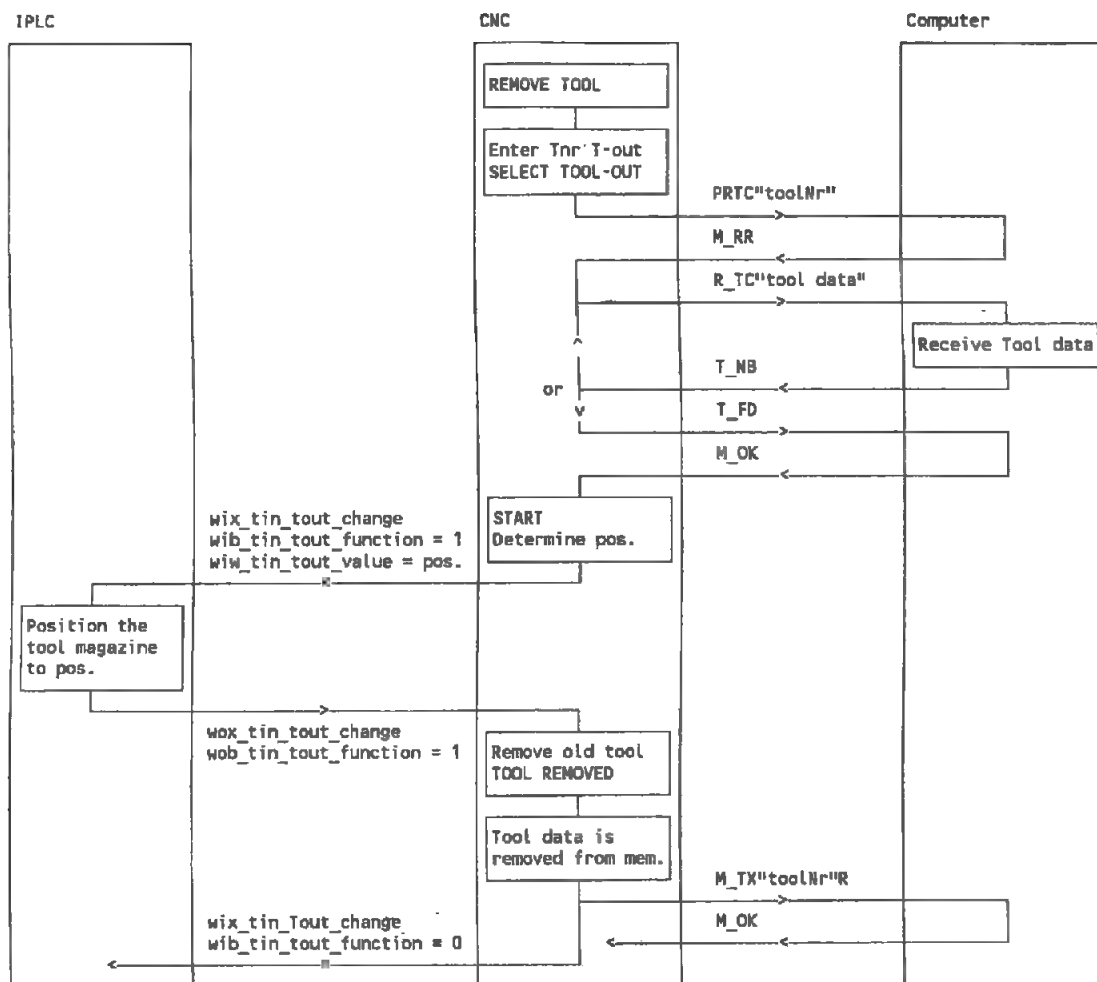 IPLC
CNC
Computer
REMOVE TOOL
Enter Tnr T-out
SELECT TOOL-OUT
PRTC"toolNr"
M_RR
R_TC"tool data"
Receive Tool data
T_NB
or
T_FD
M_OK
START
Determine pos.
wix_tin_tout_change
wib_tin_tout_function = 1
wiw_tin_tout_value = pos.
Position the
tool magazine
to pos.
wox_tin_tout_change
wob_tin_tout_function = 1
Remove old tool
TOOL REMOVED
Tool data is
removed from mem.
M_TX"toolNr"R
M_OK
wix_tin_Tout_change
wib_tin_tout_function = 0